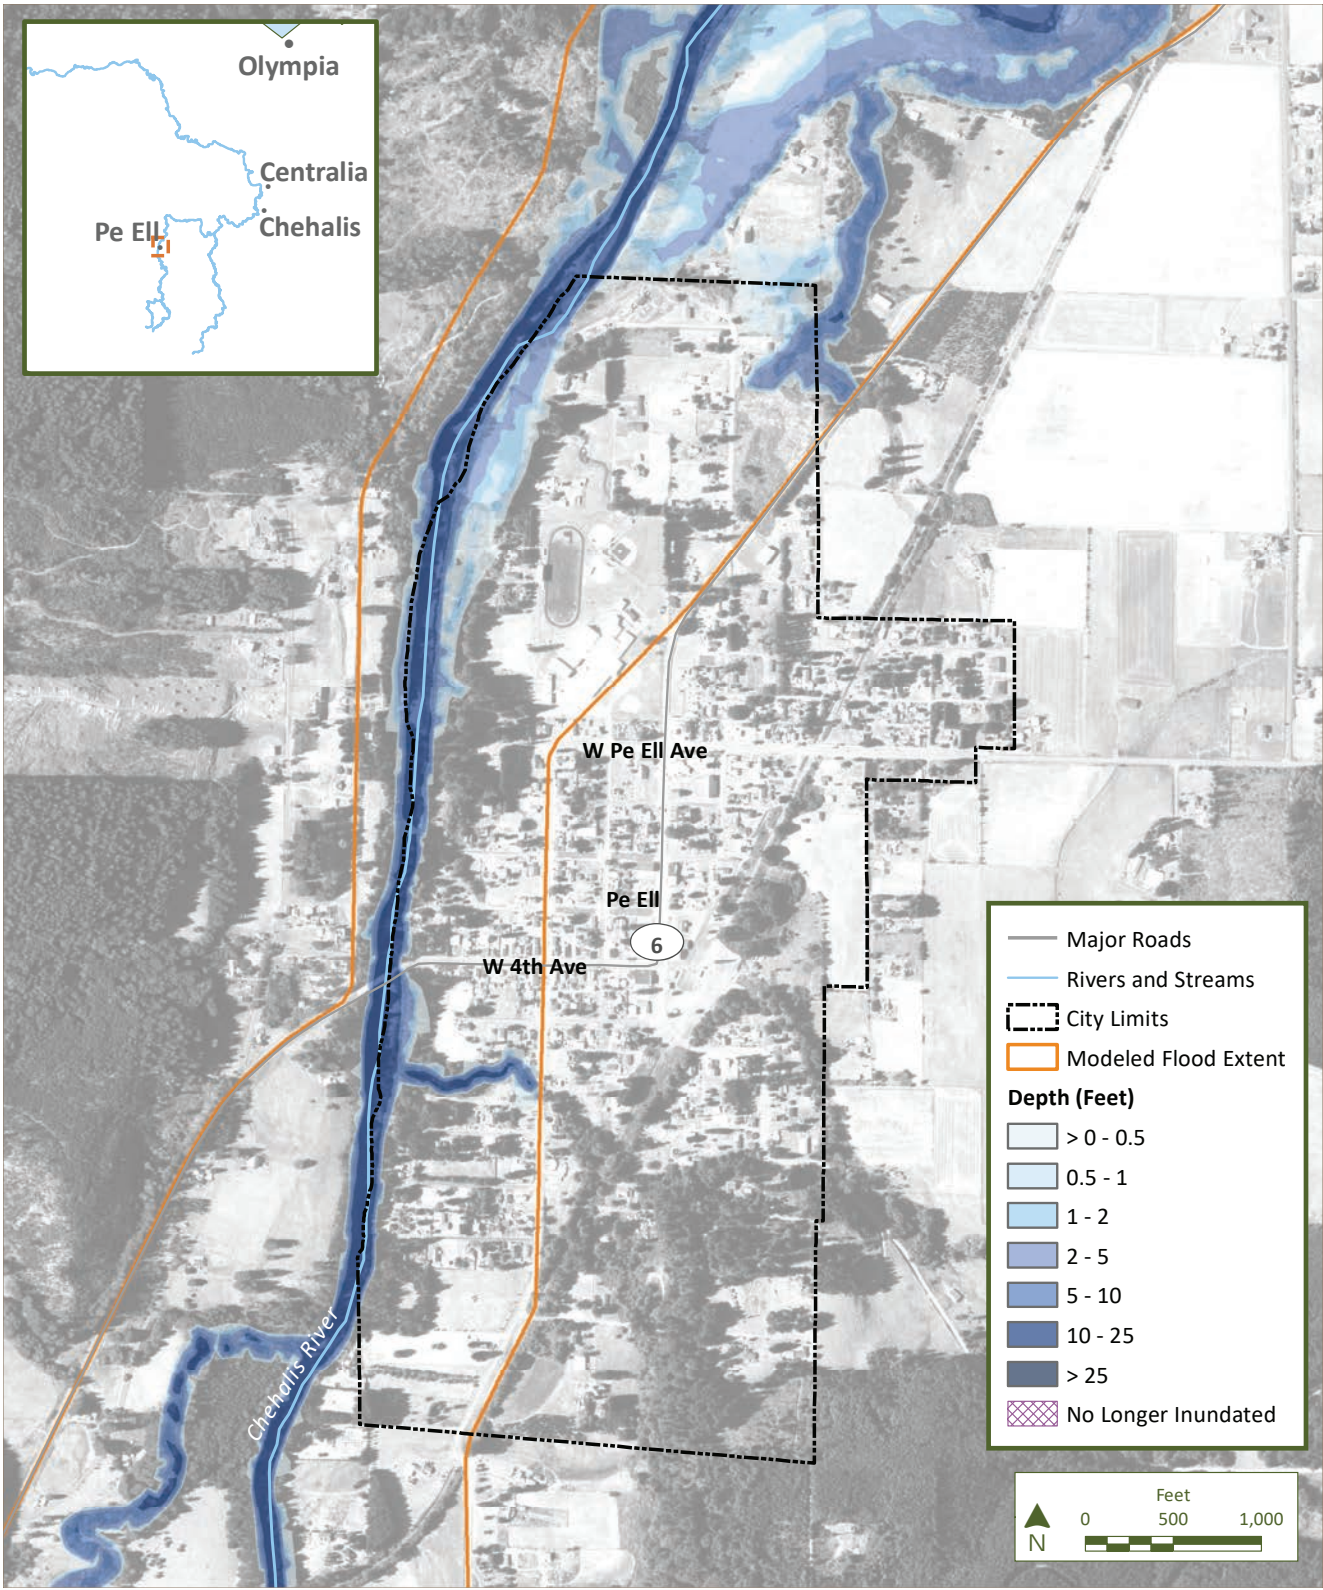 Olympia
Centralia
Chehalis
Pe Ell
W Pe Ell Ave
Pe Ell
6
W 4th Ave
Chehalis River
Major Roads
Rivers and Streams
City Limits
Modeled Flood Extent
Depth (Feet)
> 0 - 0.5
0.5 - 1
1 - 2
2 - 5
5 - 10
10 - 25
> 25
No Longer Inundated
Feet
0 500 1,000
N